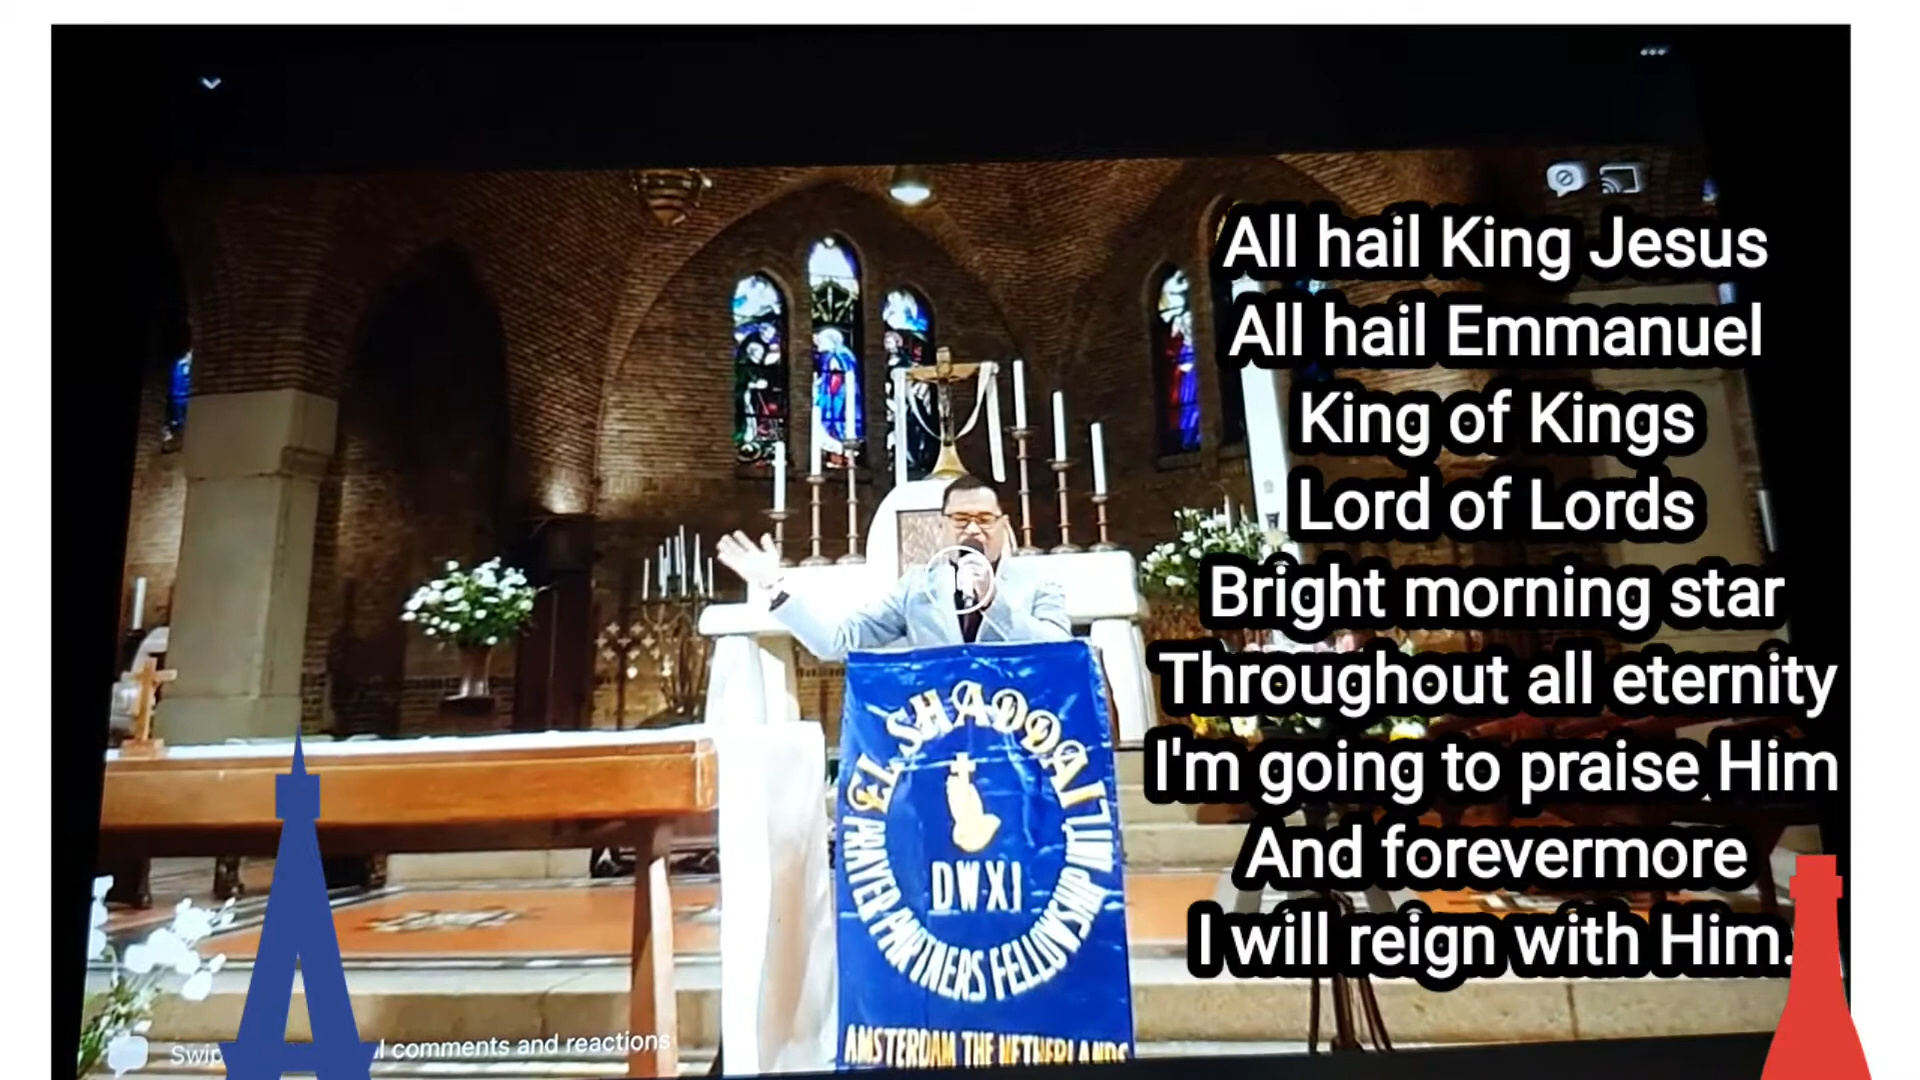 All hail King Jesus
All hail Emmanuel
King of Kings
Lord of Lords
Bright morning star
Throughout all eternity
I'm going to praise Him
And forevermore
I will reign with Him.
EL SHADDAI
DWXI
PRAYER PARTNERS FELLOWSHIP
AMSTERDAM THE NETHERLANDS
comments and reactions